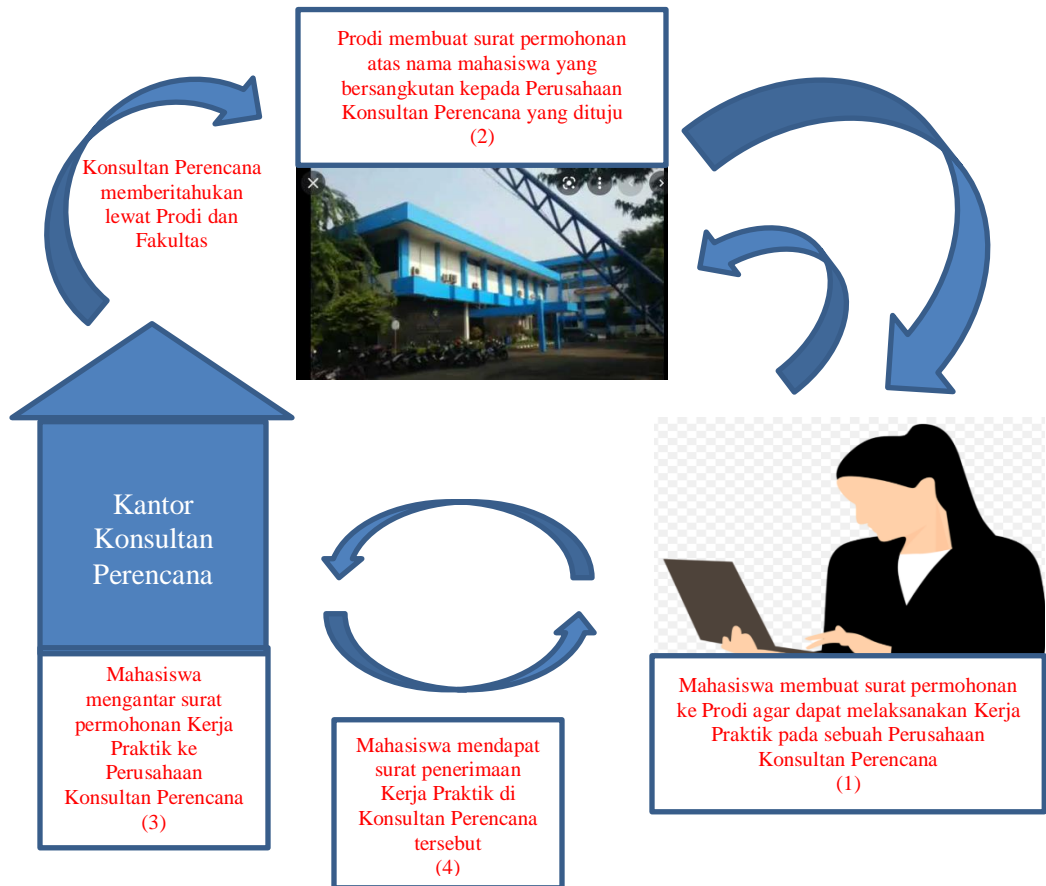 Prodi membuat surat permohonan
atas nama mahasiswa yang
bersangkutan kepada Perusahaan
Konsultan Perencana yang dituju
(2)
Konsultan Perencana
memberitahukan
lewat Prodi dan
Fakultas
Kantor
Konsultan
Perencana
Mahasiswa
mengantar surat
permohonan Kerja
Praktik ke
Perusahaan
Konsultan Perencana
(3)
Mahasiswa mendapat
surat penerimaan
Kerja Praktik di
Konsultan Perencana
tersebut
(4)
Mahasiswa membuat surat permohonan
ke Prodi agar dapat melaksanakan Kerja
Praktik pada sebuah Perusahaan
Konsultan Perencana
(1)